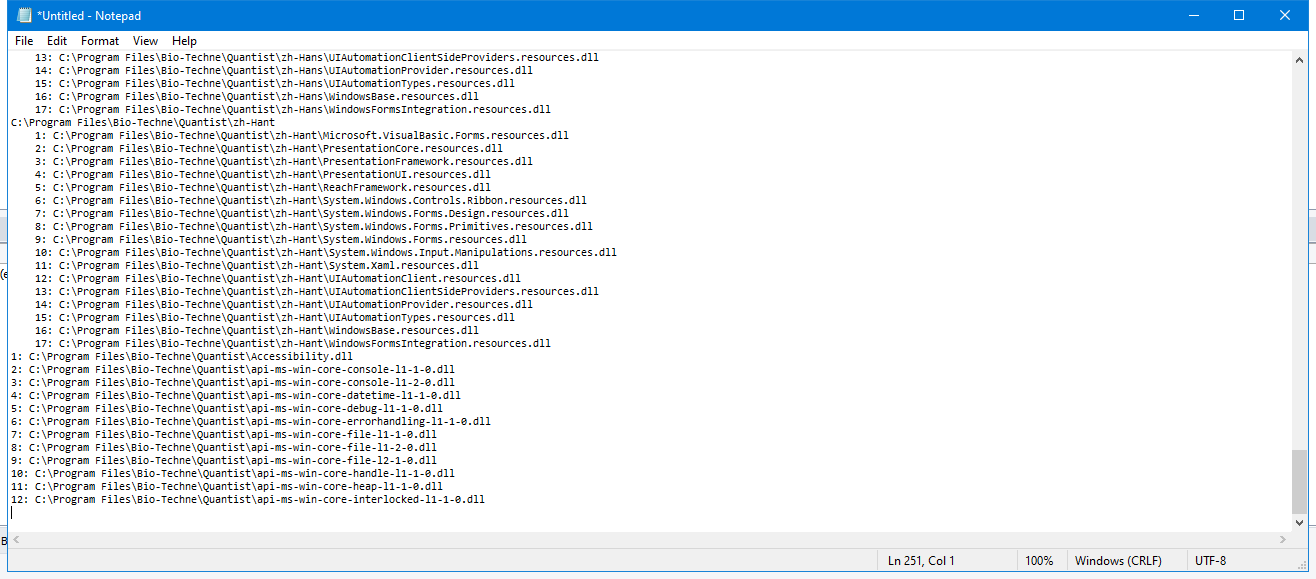 *Untitled - Notepad
File Edit Format View Help
13: C:\Program Files\Bio-Techne\Quantist\zh-Hans\UIAutomationClientSideProviders.resources.dll
14: C:\Program Files\Bio-Techne\Quantist\zh-Hans\UIAutomationProvider.resources.dll
15: C:\Program Files\Bio-Techne\Quantist\zh-Hans\UIAutomationTypes.resources.dll
16: C:\Program Files\Bio-Techne\Quantist\zh-Hans\WindowsBase.resources.dll
17: C:\Program Files\Bio-Techne\Quantist\zh-Hans\WindowsFormsIntegration.resources.dll
C:\Program Files\Bio-Techne\Quantist\zh-Hant
1: C:\Program Files\Bio-Techne\Quantist\zh-Hant\Microsoft.VisualBasic.Forms.resources.dll
2: C:\Program Files\Bio-Techne\Quantist\zh-Hant\PresentationCore.resources.dll
3: C:\Program Files\Bio-Techne\Quantist\zh-Hant\PresentationFramework.resources.dll
4: C:\Program Files\Bio-Techne\Quantist\zh-Hant\PresentationUI.resources.dll
5: C:\Program Files\Bio-Techne\Quantist\zh-Hant\ReachFramework.resources.dll
6: C:\Program Files\Bio-Techne\Quantist\zh-Hant\System.Windows.Controls.Ribbon.resources.dll
7: C:\Program Files\Bio-Techne\Quantist\zh-Hant\System.Windows.Forms.Design.resources.dll
8: C:\Program Files\Bio-Techne\Quantist\zh-Hant\System.Windows.Forms.Primitives.resources.dll
9: C:\Program Files\Bio-Techne\Quantist\zh-Hant\System.Windows.Forms.resources.dll
10: C:\Program Files\Bio-Techne\Quantist\zh-Hant\System.Windows.Input.Manipulations.resources.dll
11: C:\Program Files\Bio-Techne\Quantist\zh-Hant\System.Xaml.resources.dll
12: C:\Program Files\Bio-Techne\Quantist\zh-Hant\UIAutomationClient.resources.dll
13: C:\Program Files\Bio-Techne\Quantist\zh-Hant\UIAutomationClientSideProviders.resources.dll
14: C:\Program Files\Bio-Techne\Quantist\zh-Hant\UIAutomationProvider.resources.dll
15: C:\Program Files\Bio-Techne\Quantist\zh-Hant\UIAutomationTypes.resources.dll
16: C:\Program Files\Bio-Techne\Quantist\zh-Hant\WindowsBase.resources.dll
17: C:\Program Files\Bio-Techne\Quantist\zh-Hant\WindowsFormsIntegration.resources.dll
1: C:\Program Files\Bio-Techne\Quantist\Accessibility.dll
2: C:\Program Files\Bio-Techne\Quantist\api-ms-win-core-console-l1-1-0.dll
3: C:\Program Files\Bio-Techne\Quantist\api-ms-win-core-console-l1-2-0.dll
4: C:\Program Files\Bio-Techne\Quantist\api-ms-win-core-datetime-l1-1-0.dll
5: C:\Program Files\Bio-Techne\Quantist\api-ms-win-core-debug-l1-1-0.dll
6: C:\Program Files\Bio-Techne\Quantist\api-ms-win-core-errorhandling-l1-1-0.dll
7: C:\Program Files\Bio-Techne\Quantist\api-ms-win-core-file-l1-1-0.dll
8: C:\Program Files\Bio-Techne\Quantist\api-ms-win-core-file-l1-2-0.dll
9: C:\Program Files\Bio-Techne\Quantist\api-ms-win-core-file-l2-1-0.dll
10: C:\Program Files\Bio-Techne\Quantist\api-ms-win-core-handle-l1-1-0.dll
11: C:\Program Files\Bio-Techne\Quantist\api-ms-win-core-heap-l1-1-0.dll
12: C:\Program Files\Bio-Techne\Quantist\api-ms-win-core-interlocked-l1-1-0.dll
Ln 251, Col 1 100% Windows (CRLF) UTF-8